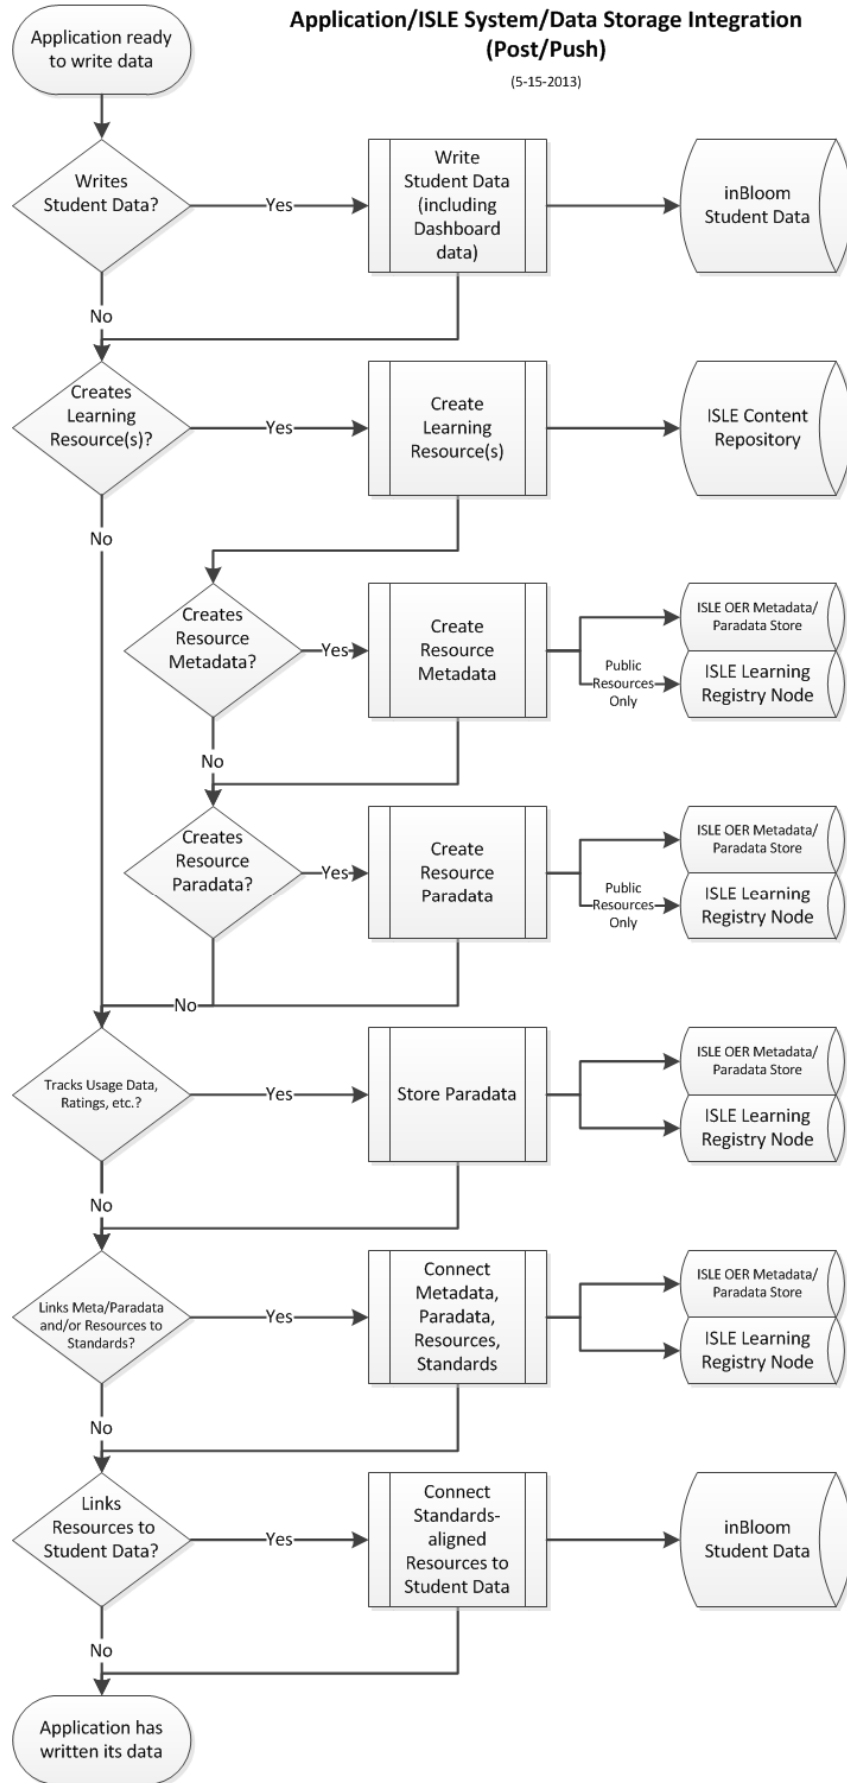 Application/ISLE System/Data Storage Integration
(Post/Push)
(5-15-2013)
Application ready
to write data
Writes
Student Data?
Yes
Write
Student Data
(including
Dashboard
data)
inBloom
Student Data
No
Creates
Learning
Resource(s)?
Yes
Create
Learning
Resource(s)
ISLE Content
Repository
No
Creates
Resource
Metadata?
Yes
Create
Resource
Metadata
ISLE OER Metadata/
Paradata Store
Public
Resources
Only
ISLE Learning
Registry Node
No
Creates
Resource
Paradata?
Yes
Create
Resource
Paradata
ISLE OER Metadata/
Paradata Store
Public
Resources
Only
ISLE Learning
Registry Node
No
Tracks Usage Data,
Ratings, etc.?
Yes
Store Paradata
ISLE OER Metadata/
Paradata Store
ISLE Learning
Registry Node
No
Links Meta/Paradata
and/or Resources to
Standards?
Yes
Connect
Metadata,
Paradata,
Resources,
Standards
ISLE OER Metadata/
Paradata Store
ISLE Learning
Registry Node
No
Links
Resources to
Student Data?
Yes
Connect
Standards-
aligned
Resources to
Student Data
inBloom
Student Data
No
Application has
written its data